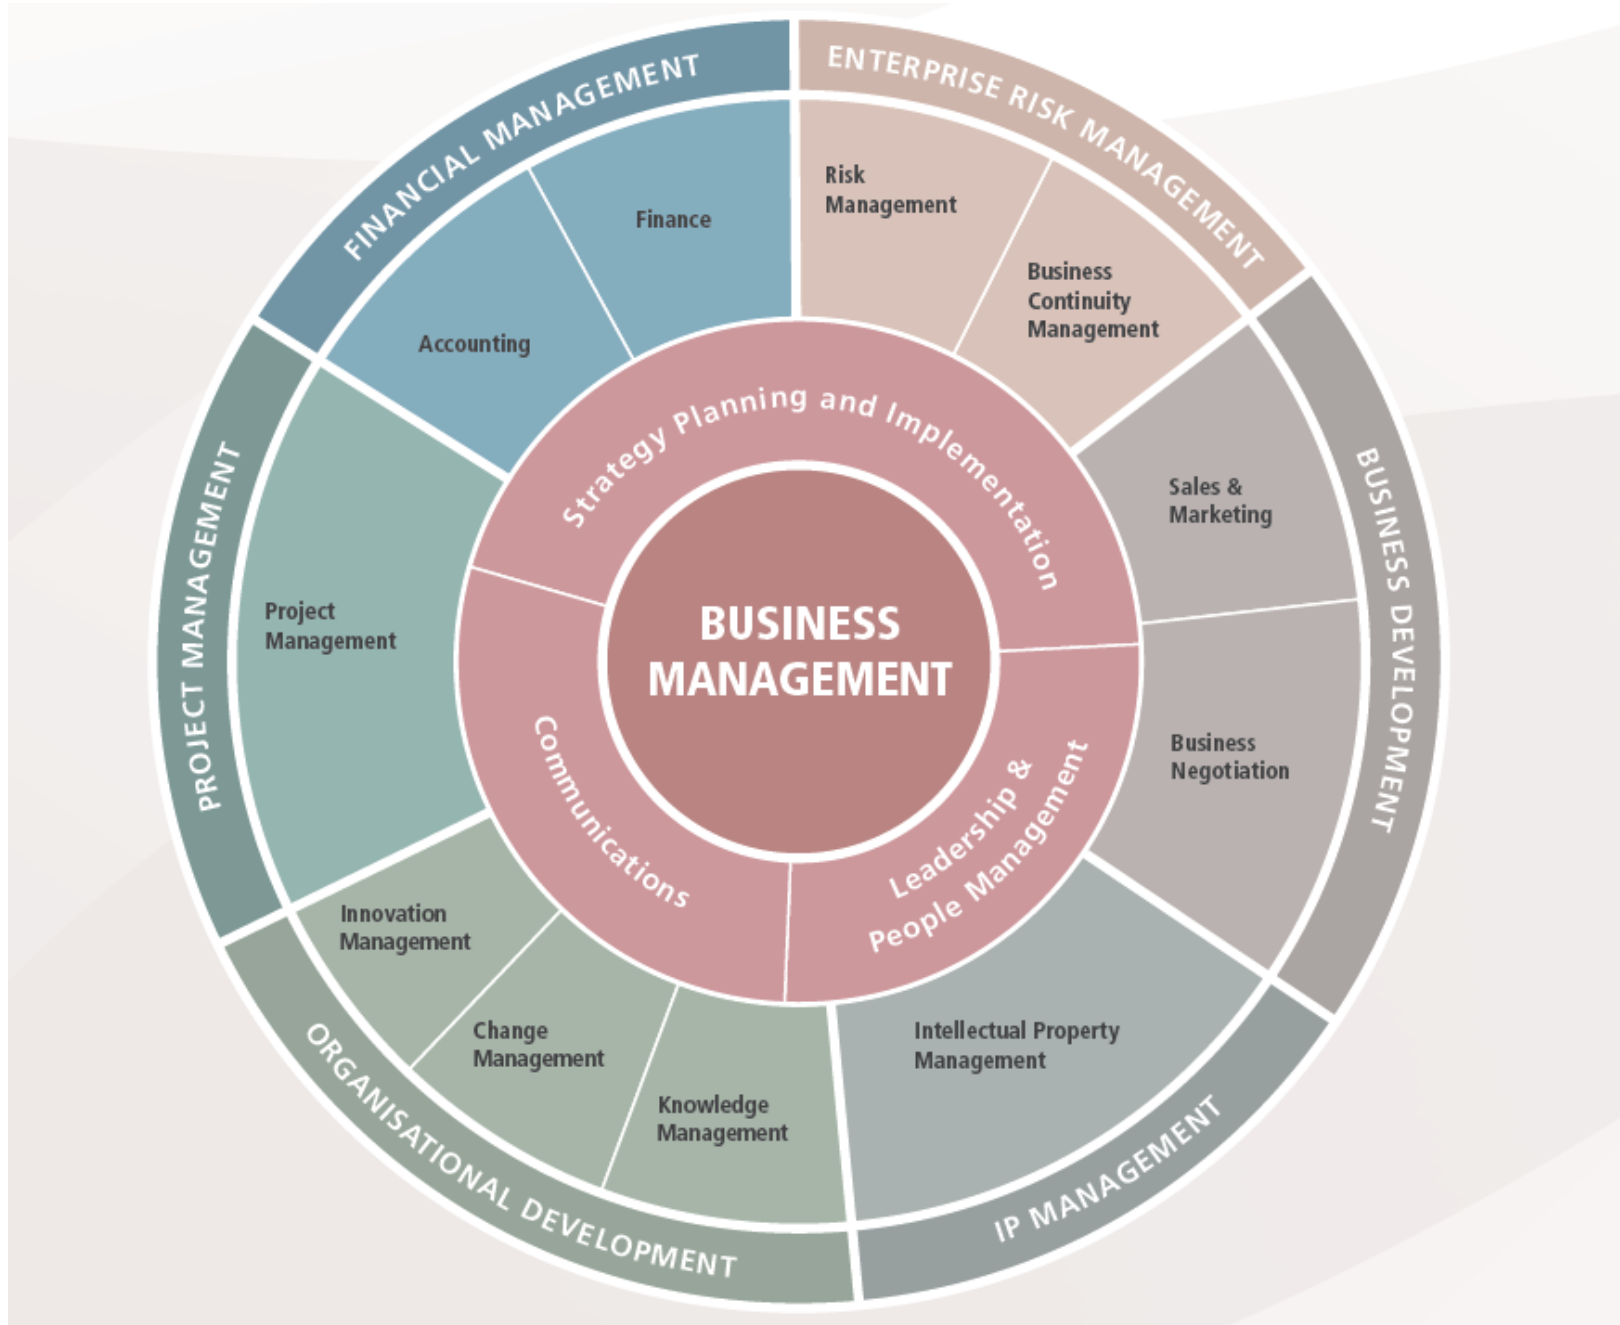 FINANCIAL MANAGEMENT
ENTERPRISE RISK MANAGEMENT
BUSINESS DEVELOPMENT
IP MANAGEMENT
ORGANISATIONAL DEVELOPMENT
PROJECT MANAGEMENT
Finance
Accounting
Risk
Management
Business
Continuity
Management
Sales &
Marketing
Business
Negotiation
Intellectual Property
Management
Knowledge
Management
Change
Management
Innovation
Management
Project
Management
Strategy Planning and Implementation
Leadership &
People Management
Communications
BUSINESS
MANAGEMENT